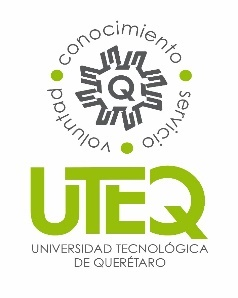 voluntad • conocimiento • servicio
Q
UTEQ
UNIVERSIDAD TECNOLÓGICA
DE QUERÉTARO